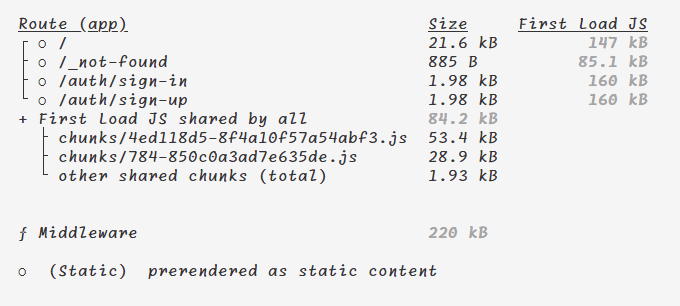 Route (app) Size First Load JS
┌ ○ / 21.6 kB 147 kB
├ ○ /_not-found 885 B 85.1 kB
├ ○ /auth/sign-in 1.98 kB 160 kB
└ ○ /auth/sign-up 1.98 kB 160 kB
+ First Load JS shared by all 84.2 kB
├ chunks/4ed118d5-8f4a10f57a54abf3.js 53.4 kB
├ chunks/784-850c0a3ad7e635de.js 28.9 kB
└ other shared chunks (total) 1.93 kB
ƒ Middleware 220 kB
○ (Static) prerendered as static content